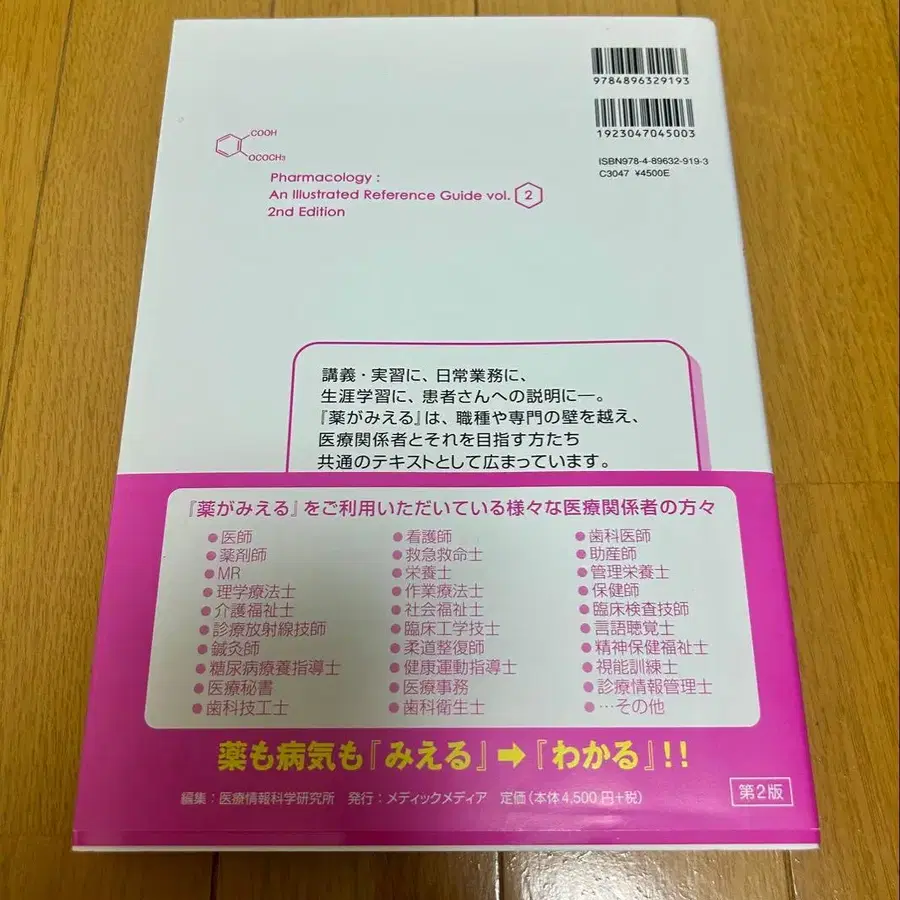 9784896329193
1923047045003
ISBN978-4-89632-919-3
C3047 ¥4500E
COOH
OCOCH₃
Pharmacology :
An Illustrated Reference Guide vol. 2
2nd Edition
講義・実習に、日常業務に、
生涯学習に、患者さんへの説明に―。
『薬がみえる』は、職種や専門の壁を越え、
医療関係者とそれを目指す方たち
共通のテキストとして広まっています。
『薬がみえる』をご利用いただいている様々な医療関係者の方々
●医師 ●看護師 ●歯科医師
●薬剤師 ●救急救命士 ●助産師
●MR ●栄養士 ●管理栄養士
●理学療法士 ●作業療法士 ●保健師
●介護福祉士 ●社会福祉士 ●臨床検査技師
●診療放射線技師 ●臨床工学技士 ●言語聴覚士
●鍼灸師 ●柔道整復師 ●精神保健福祉士
●糖尿病療養指導士 ●健康運動指導士 ●視能訓練士
●医療秘書 ●医療事務 ●診療情報管理士
●歯科技工士 ●歯科衛生士 ●…その他
薬も病気も『みえる』➡『わかる』!!
編集：医療情報科学研究所 発行：メディックメディア 定価（本体4,500円+税）
第2版